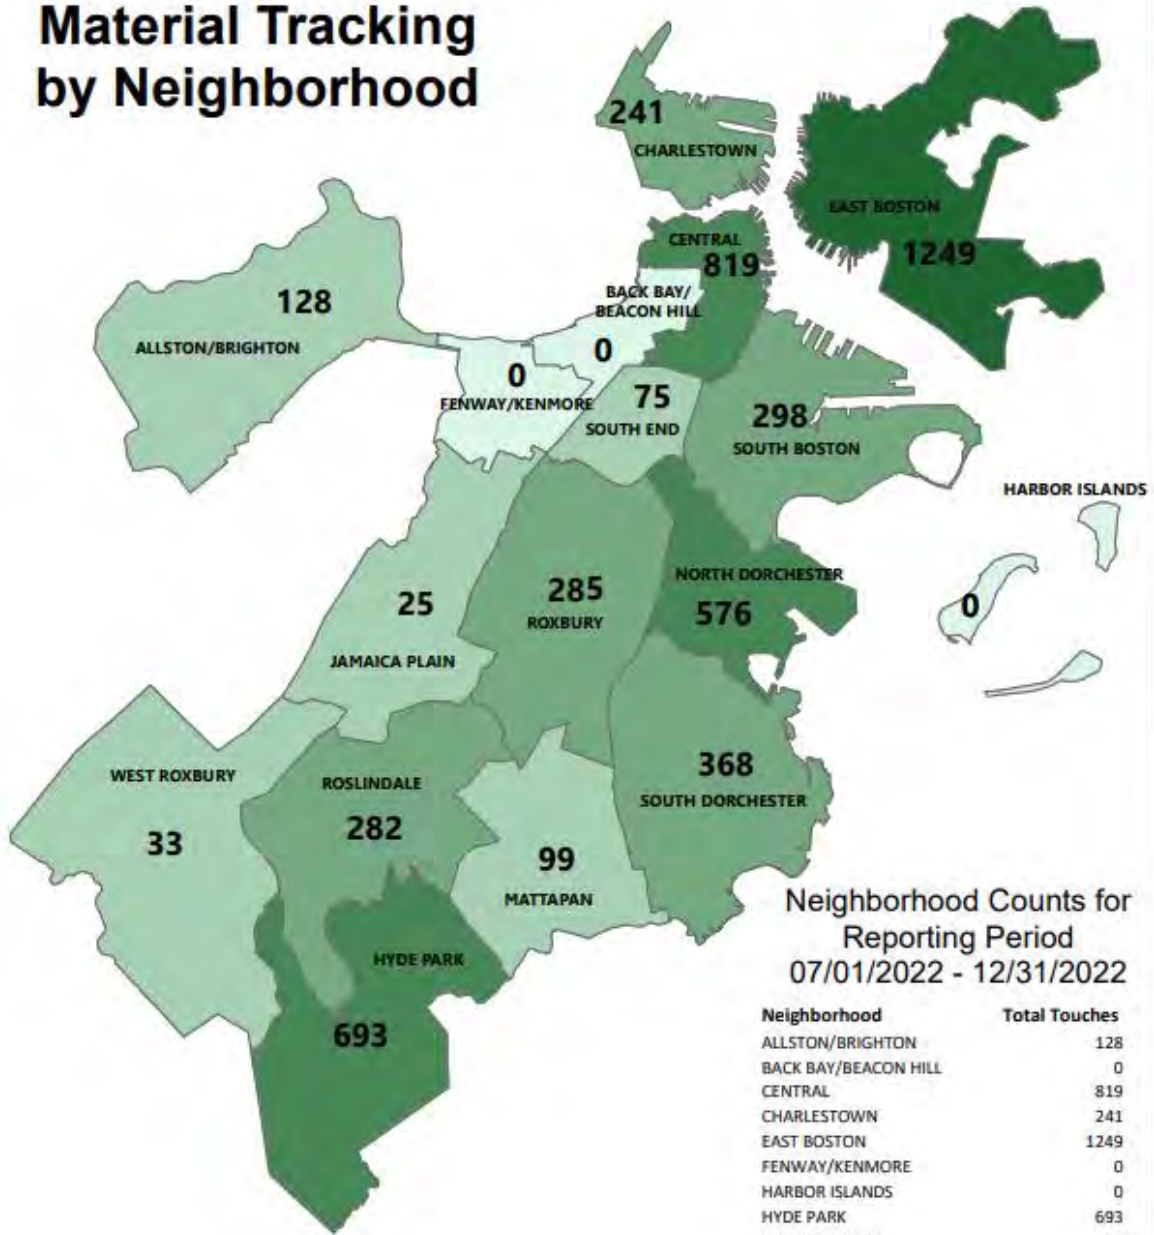 Material Tracking
by Neighborhood
241
CHARLESTOWN
EAST BOSTON
1249
CENTRAL
819
BACK BAY/
BEACON HILL
0
128
ALLSTON/BRIGHTON
0
FENWAY/KENMORE
75
SOUTH END
298
SOUTH BOSTON
HARBOR ISLANDS
0
NORTH DORCHESTER
576
285
ROXBURY
25
JAMAICA PLAIN
WEST ROXBURY
33
ROSLINDALE
282
368
SOUTH DORCHESTER
99
MATTAPAN
HYDE PARK
693
Neighborhood Counts for
Reporting Period
07/01/2022 - 12/31/2022
Neighborhood Total Touches
ALLSTON/BRIGHTON 128
BACK BAY/BEACON HILL 0
CENTRAL 819
CHARLESTOWN 241
EAST BOSTON 1249
FENWAY/KENMORE 0
HARBOR ISLANDS 0
HYDE PARK 693